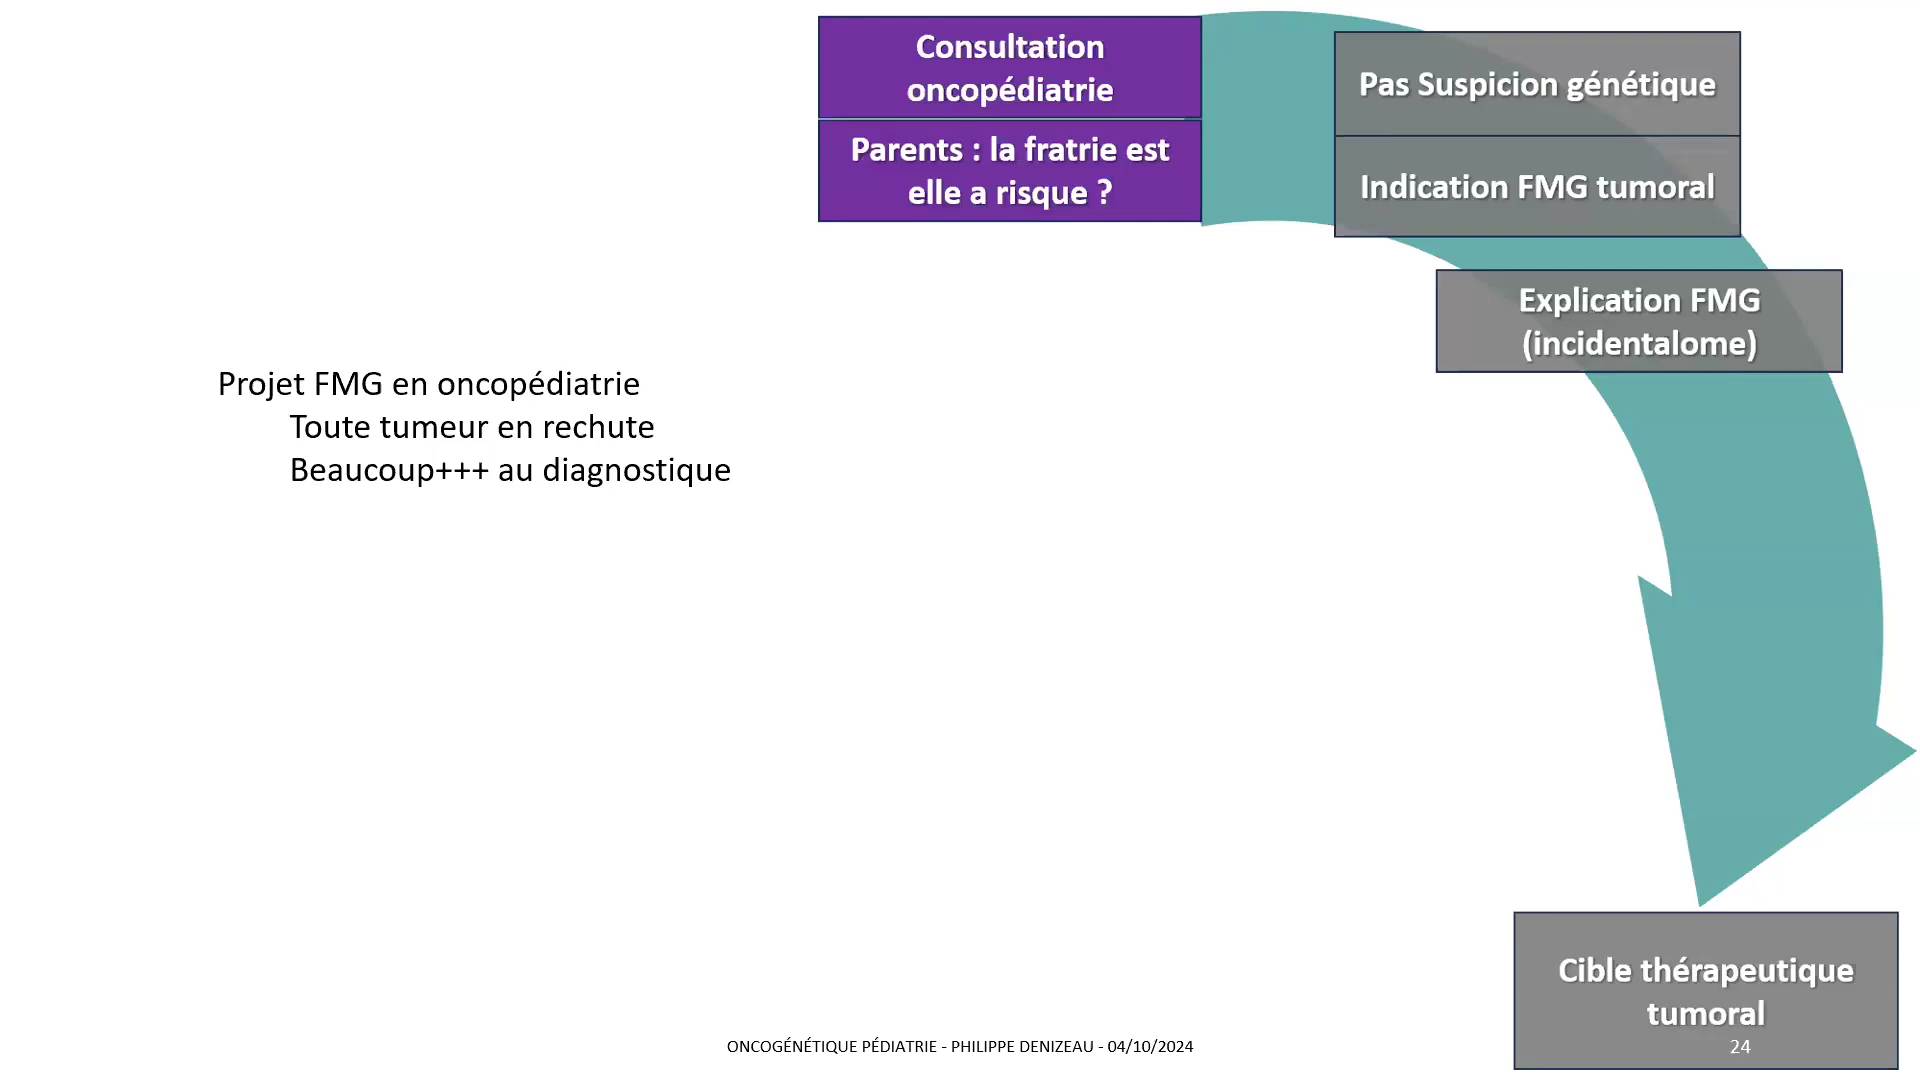 Consultation
oncopédiatrie
Parents : la fratrie est
elle a risque ?
Pas Suspicion génétique
Indication FMG tumoral
Explication FMG
(incidentalome)
Projet FMG en oncopédiatrie
Toute tumeur en rechute
Beaucoup+++ au diagnostique
Cible thérapeutique
tumoral
ONCOGÉNÉTIQUE PÉDIATRIE - PHILIPPE DENIZEAU - 04/10/2024
24